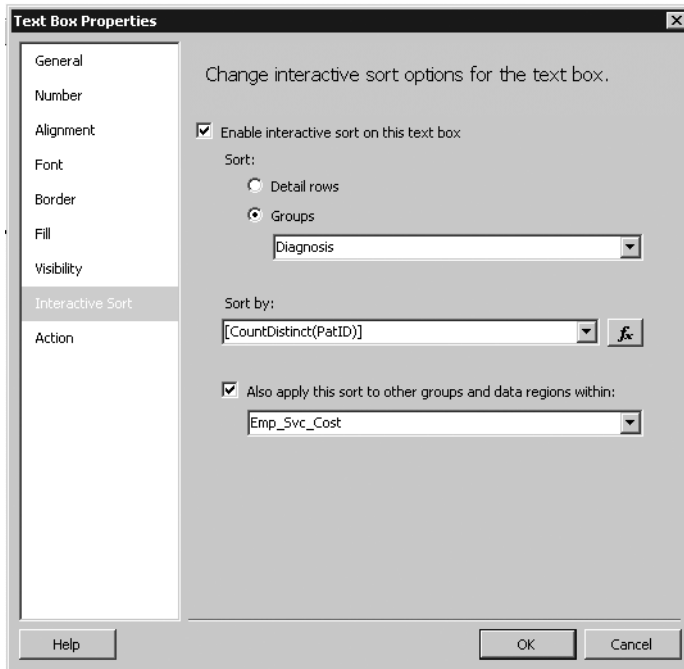 Text Box Properties
General
Number
Alignment
Font
Border
Fill
Visibility
Interactive Sort
Action
Change interactive sort options for the text box.
Enable interactive sort on this text box
Sort:
Detail rows
Groups
Diagnosis
Sort by:
[CountDistinct(PatID)]
fx
Also apply this sort to other groups and data regions within:
Emp_Svc_Cost
Help
OK
Cancel